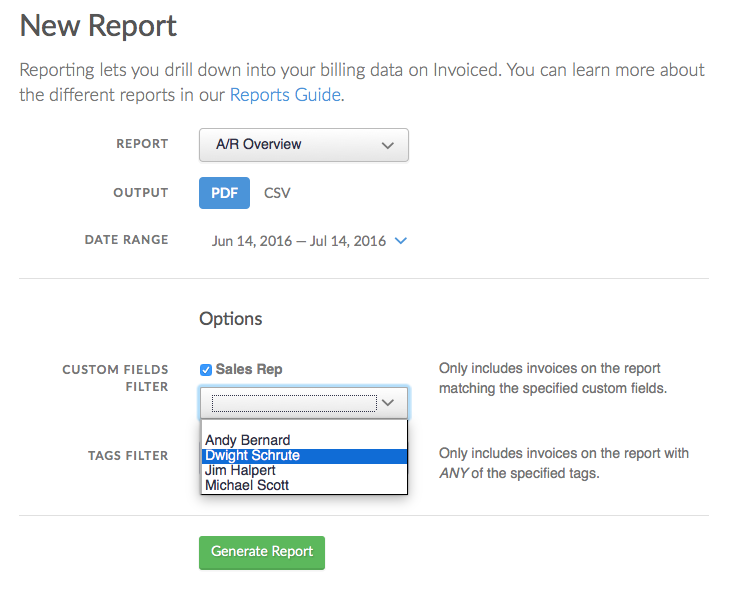 New Report
Reporting lets you drill down into your billing data on Invoiced. You can learn more about
the different reports in our Reports Guide.
REPORT
A/R Overview
OUTPUT
PDF CSV
DATE RANGE
Jun 14, 2016 — Jul 14, 2016
Options
CUSTOM FIELDS
FILTER
Sales Rep
Only includes invoices on the report
matching the specified custom fields.
Andy Bernard
Dwight Schrute
Jim Halpert
Michael Scott
TAGS FILTER
Only includes invoices on the report with
ANY of the specified tags.
Generate Report